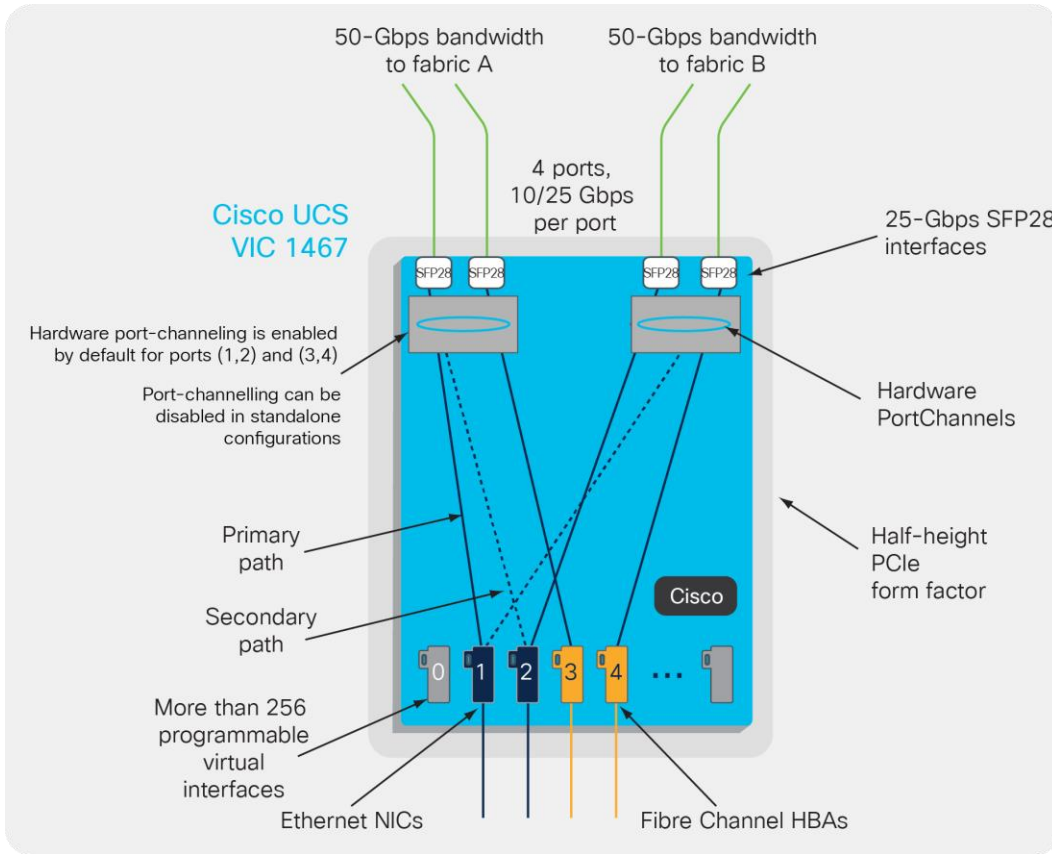 50-Gbps bandwidth
to fabric A
50-Gbps bandwidth
to fabric B
4 ports,
10/25 Gbps
per port
Cisco UCS
VIC 1467
25-Gbps SFP28
interfaces
SFP28
SFP28
SFP28
SFP28
Hardware port-channeling is enabled
by default for ports (1,2) and (3,4)
Port-channelling can be
disabled in standalone
configurations
Hardware
PortChannels
Primary
path
Half-height
PCIe
form factor
Secondary
path
Cisco
0
1
2
3
4
...
More than 256
programmable
virtual
interfaces
Ethernet NICs
Fibre Channel HBAs